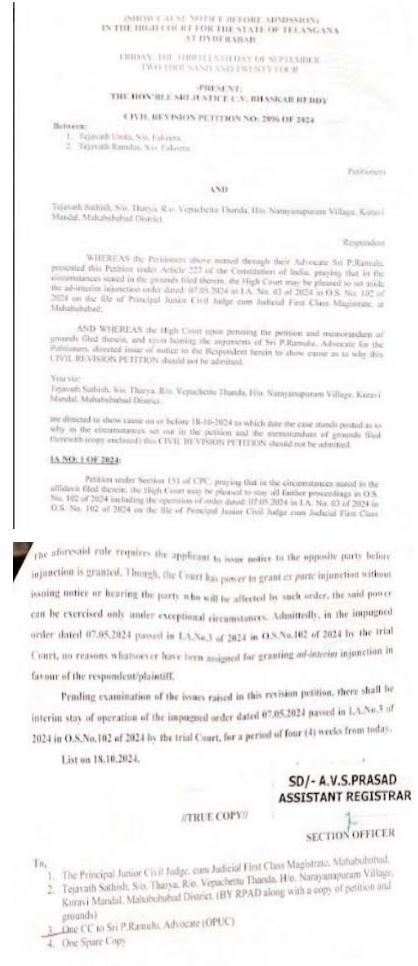 (SHOW CAUSE NOTICE BEFORE ADMISSION)
IN THE HIGH COURT FOR THE STATE OF TELANGANA
AT HYDERABAD
FRIDAY, THE THIRTEENTH DAY OF SEPTEMBER
TWO THOUSAND AND TWENTY FOUR
:PRESENT:
THE HON'BLE SRI JUSTICE C.V. BHASKAR REDDY
CIVIL REVISION PETITION NO: 2896 OF 2024
Between:
1. Tejavath Umla, S/o.
2. Tejavath Ramdas, S/o.
Petitioners
AND
Tejavath Sathish, S/o. Tharya, R/o. Vepachettu Thanda, H/o. Narayanapuram Village, Kuravi
Mandal, Mahabubabad District.
Respondent
WHEREAS the Petitioners above named through their Advocate Sri P.Ramulu,
presented this Petition under Article 227 of the Constitution of India, praying that in the
circumstances stated in the grounds filed therein, the High Court may be pleased to set aside
the ad-interim injunction order dated: 07.05.2024 in I.A. No. 03 of 2024 in O.S. No. 102 of
2024 on the file of Principal Junior Civil Judge cum Judicial First Class Magistrate, at
Mahabubabad.
AND WHEREAS the High Court upon perusing the petition and memorandum of
grounds filed therein, and upon hearing the arguments of Sri P.Ramulu, Advocate for the
Petitioners, directed issue of notice to the Respondent herein to show cause as to why this
CIVIL REVISION PETITION should not be admitted.
You viz:
Tejavath Sathish, S/o. Tharya, R/o. Vepachettu Thanda, H/o. Narayanapuram Village, Kuravi
Mandal, Mahabubabad District.
are directed to show cause on or before 18-10-2024 to which date the case stands posted as to
why in the circumstances set out in the petition and the memorandum of grounds filed
therewith (copy enclosed) this CIVIL REVISION PETITION should not be admitted.
IA NO: 1 OF 2024:
Petition under Section 151 of CPC, praying that in the circumstances stated in the
affidavit filed therein, the High Court may be pleased to stay all further proceedings in O.S.
No. 102 of 2024 including the operation of order dated: 07.05.2024 in I.A. No. 03 of 2024 in
O.S. No. 102 of 2024 on the file of Principal Junior Civil Judge cum Judicial First Class
The aforesaid rule requires the applicant to issue notice to the opposite party before
injunction is granted. Though, the Court has power to grant ex parte injunction without
issuing notice or hearing the party who will be affected by such order, the said power
can be exercised only under exceptional circumstances. Admittedly, in the impugned
order dated 07.05.2024 passed in I.A.No.3 of 2024 in O.S.No.102 of 2024 by the trial
Court, no reasons whatsoever have been assigned for granting ad-interim injunction in
favour of the respondent/plaintiff.
Pending examination of the issues raised in this revision petition, there shall be
interim stay of operation of the impugned order dated 07.05.2024 passed in I.A.No.3 of
2024 in O.S.No.102 of 2024 by the trial Court, for a period of four (4) weeks from today.
List on 18.10.2024.
SD/- A.V.S.PRASAD
ASSISTANT REGISTRAR
//TRUE COPY//
SECTION OFFICER
To,
1. The Principal Junior Civil Judge, cum Judicial First Class Magistrate, Mahabubabad.
2. Tejavath Sathish, S/o. Tharya, R/o. Vepachettu Thanda, H/o. Narayanapuram Village,
Kuravi Mandal, Mahabubabad District. (BY RPAD along with a copy of petition and
grounds)
3. One CC to Sri P.Ramulu, Advocate (OPUC)
4. One Spare Copy